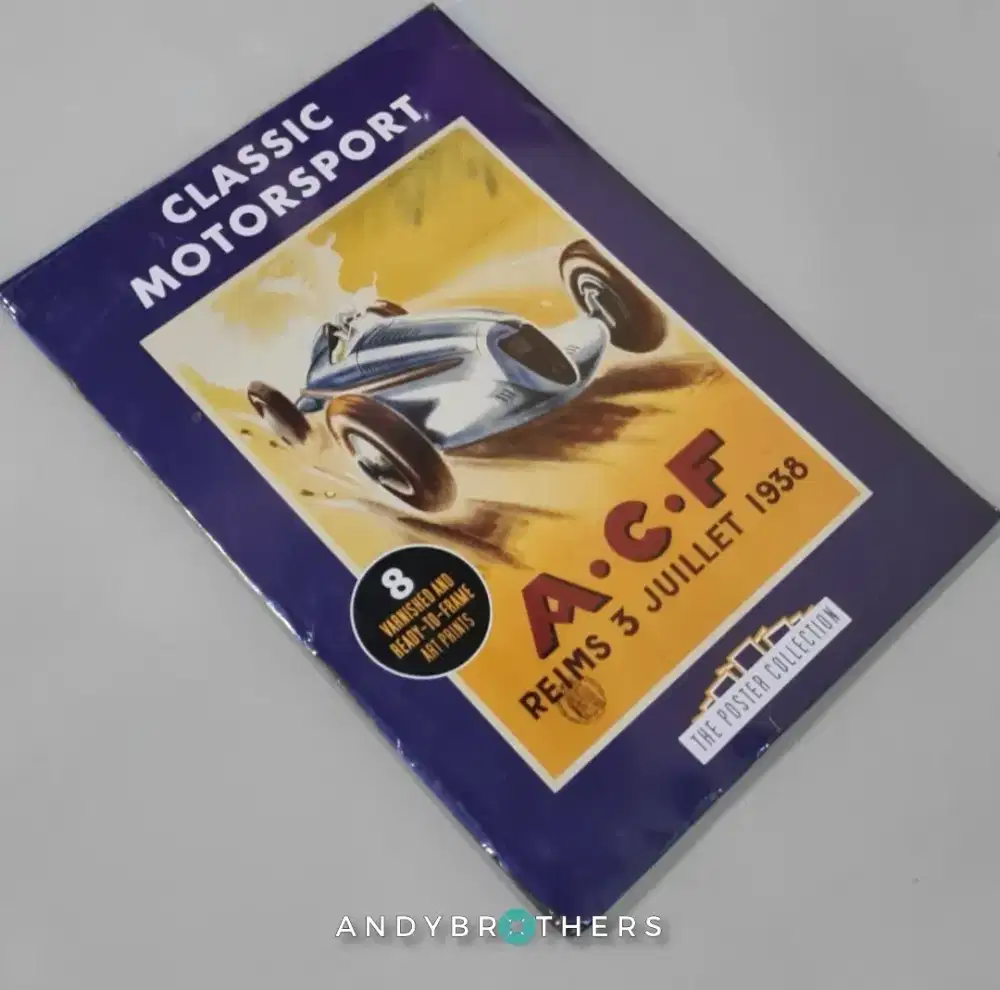 CLASSIC
MOTORSPORT
A·C·F
REIMS 3 JUILLET 1938
8
VARNISHED AND
READY-TO-FRAME
ART PRINTS
THE POSTER COLLECTION
ANDYBROTHERS